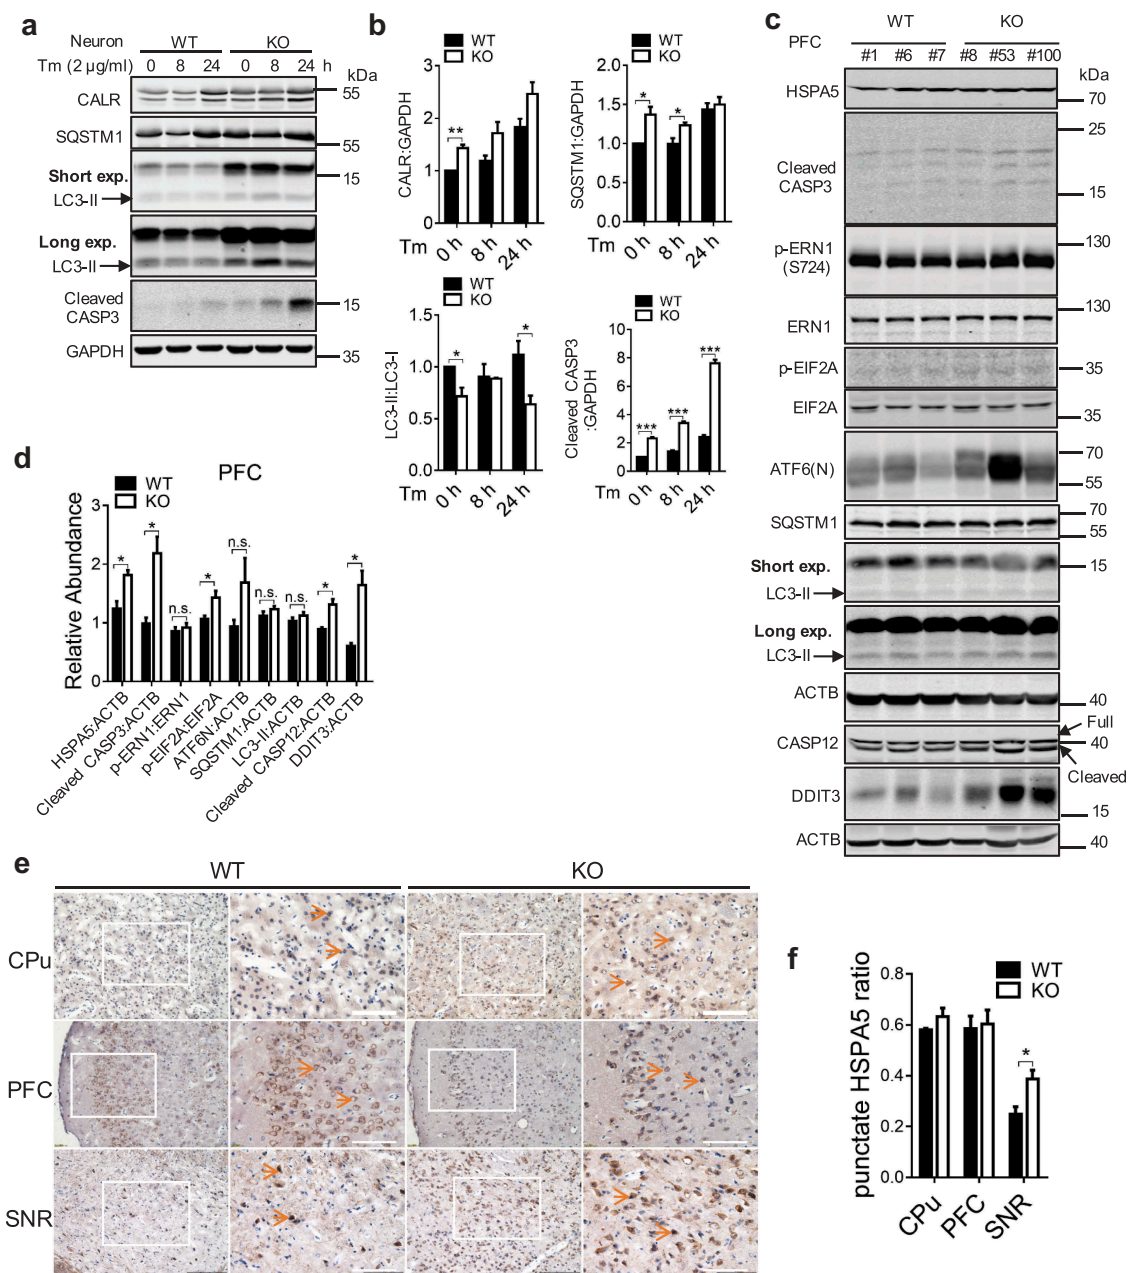 a
Neuron WT KO
Tm (2 µg/ml) 0 8 24 0 8 24 h
kDa
CALR 55
SQSTM1 55
Short exp. 15
LC3-II
Long exp.
LC3-II
Cleaved CASP3 15
GAPDH 35
b
WT
KO
CALR:GAPDH
3
2
1
0
Tm 0 h 8 h 24 h
WT
KO
SQSTM1:GAPDH
2.0
1.5
1.0
0.5
0.0
Tm 0 h 8 h 24 h
** * *
WT
KO
LC3-II:LC3-I
1.5
1.0
0.5
0.0
Tm 0 h 8 h 24 h
* *
WT
KO
Cleaved CASP3
:GAPDH
10
8
6
4
2
0
Tm 0 h 8 h 24 h
*** *** ***
c
WT KO
PFC #1 #6 #7 #8 #53 #100
kDa
HSPA5 70
Cleaved CASP3 25
15
p-ERN1 (S724) 130
ERN1 130
p-EIF2A 35
EIF2A 35
ATF6(N) 70
55
SQSTM1 70
55
Short exp. 15
LC3-II
Long exp.
LC3-II
ACTB 40
Full
CASP12 40
Cleaved
DDIT3 15
ACTB 40
d
PFC
WT
KO
Relative Abundance
3
2
1
0
* * n.s. * n.s. n.s. n.s. * *
HSPA5:ACTB
Cleaved CASP3:ACTB
p-ERN1:ERN1
p-EIF2A:EIF2A
ATF6N:ACTB
SQSTM1:ACTB
LC3-II:ACTB
Cleaved CASP12:ACTB
DDIT3:ACTB
e
WT KO
CPu
PFC
SNR
f
WT
KO
punctate HSPA5 ratio
0.8
0.6
0.4
0.2
0.0
*
CPu PFC SNR